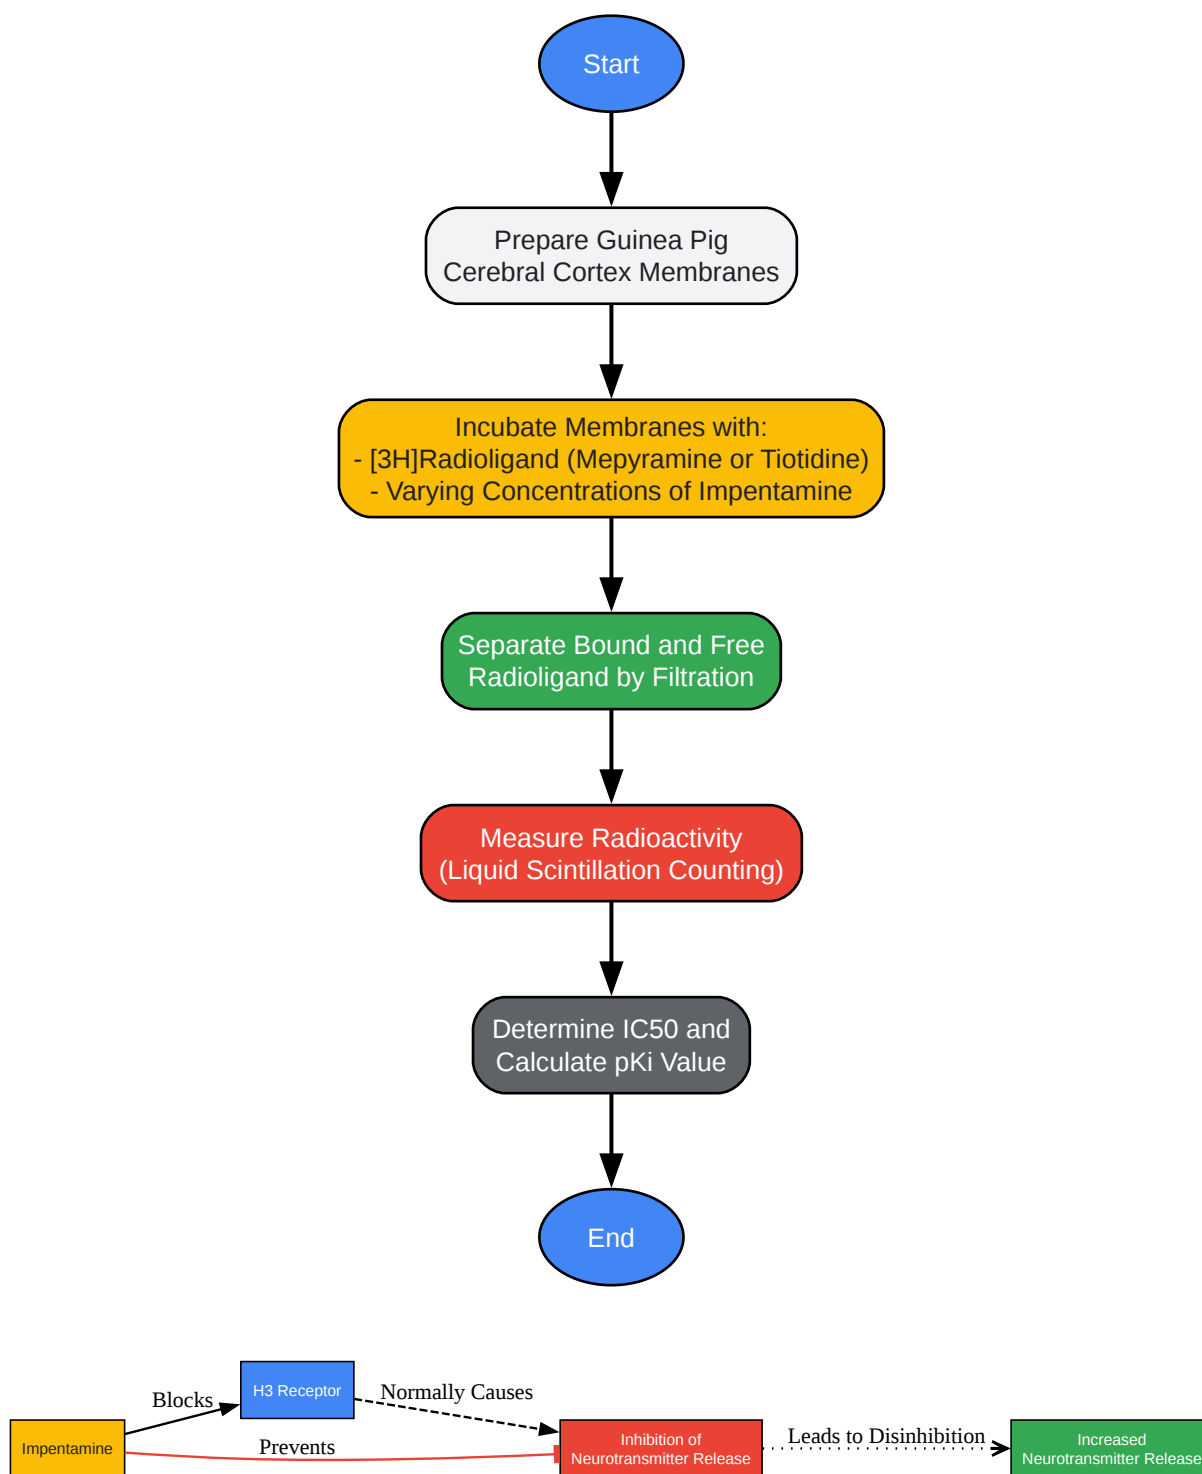 Start
Prepare Guinea Pig
Cerebral Cortex Membranes
Incubate Membranes with:
- [3H]Radioligand (Mepyramine or Tiotidine)
- Varying Concentrations of Impentamine
Separate Bound and Free
Radioligand by Filtration
Measure Radioactivity
(Liquid Scintillation Counting)
Determine IC50 and
Calculate pKi Value
End
Impentamine
Blocks
H3 Receptor
Normally Causes
Prevents
Inhibition of
Neurotransmitter Release
Leads to Disinhibition
Increased
Neurotransmitter Release